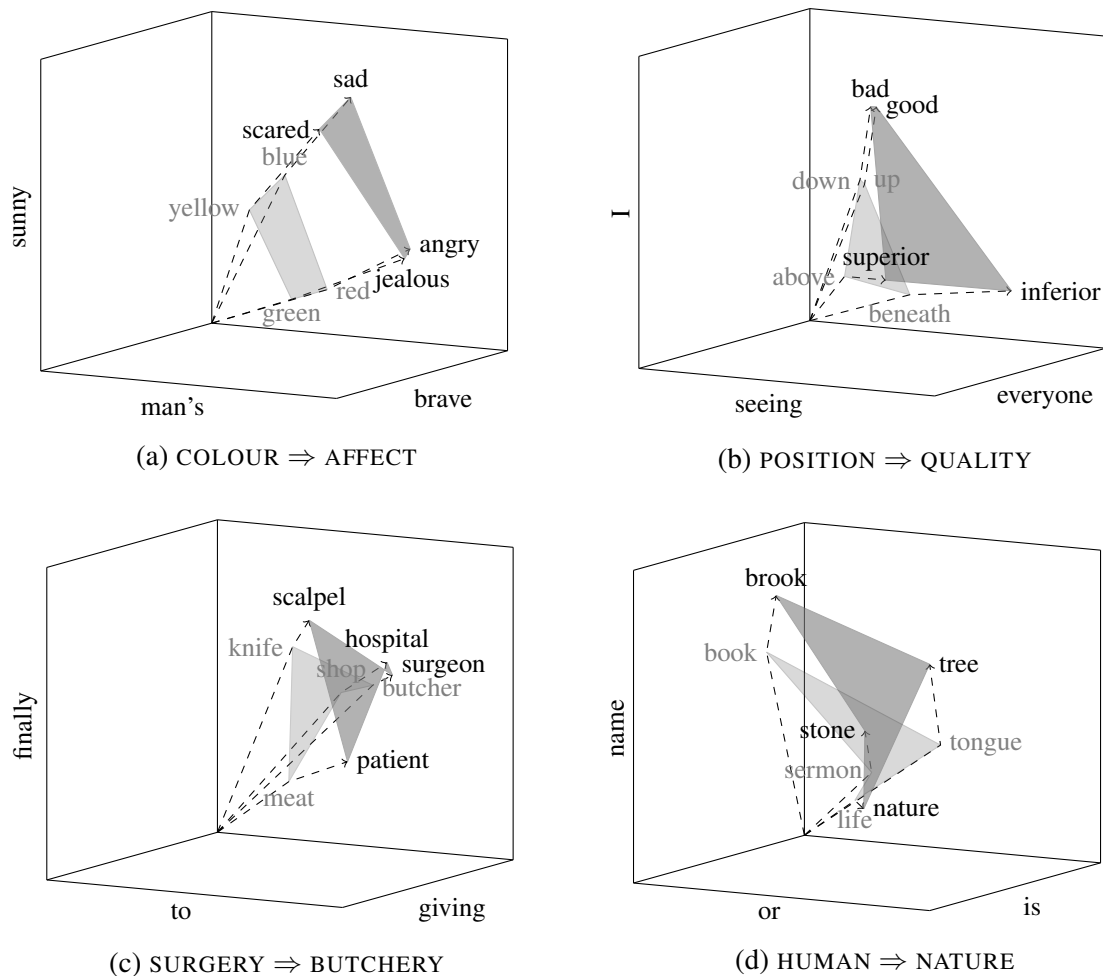 sad
scared
blue
yellow
sunny
angry
jealous
red
green
man's
brave
(a) COLOUR ⇒ AFFECT
bad
good
down
up
I
superior
above
inferior
beneath
seeing
everyone
(b) POSITION ⇒ QUALITY
scalpel
knife
hospital
shop
surgeon
butcher
finally
patient
meat
to
giving
(c) SURGERY ⇒ BUTCHERY
brook
book
tree
name
stone
tongue
sermon
nature
life
or
is
(d) HUMAN ⇒ NATURE